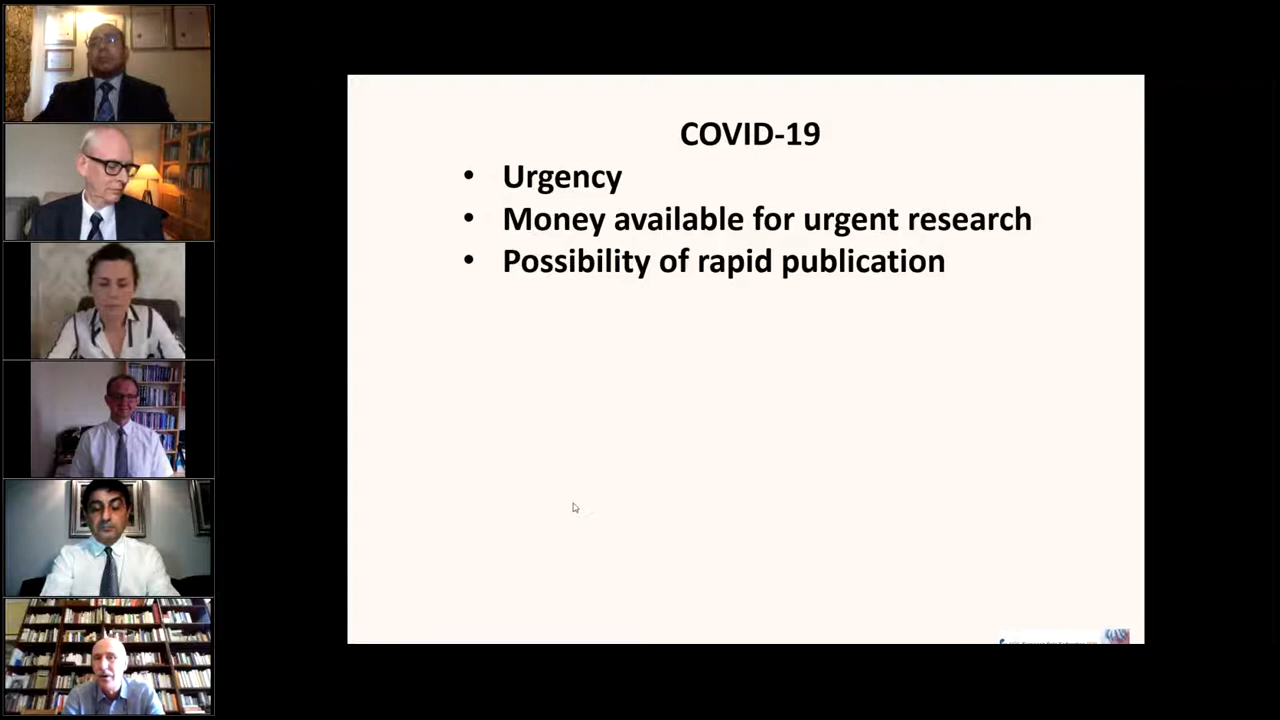 COVID-19
• Urgency
• Money available for urgent research
• Possibility of rapid publication